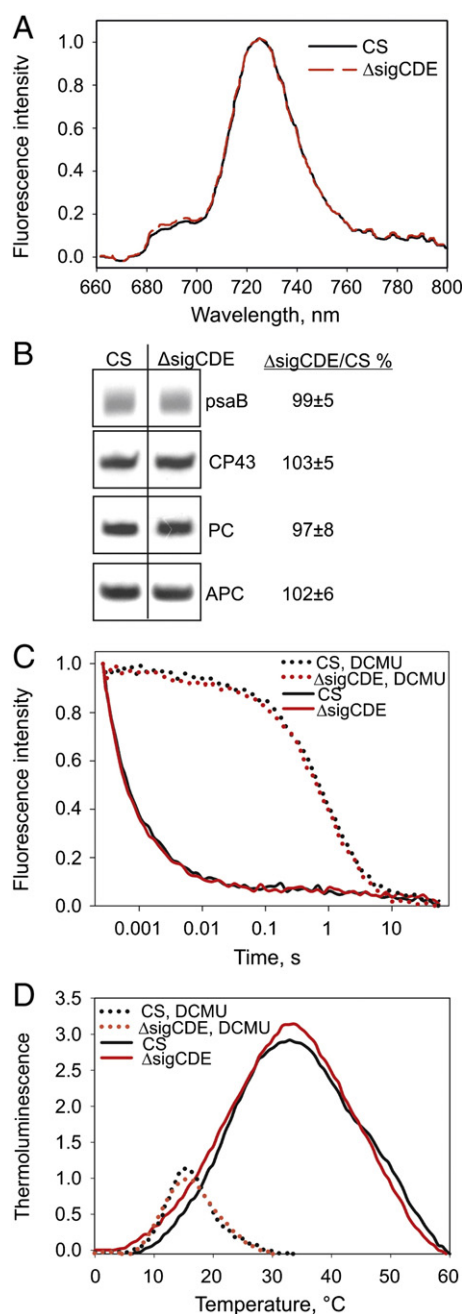 A
Fluorescence intensity
1.0
0.8
0.6
0.4
0.2
0.0
CS
ΔsigCDE
660 680 700 720 740 760 780 800
Wavelength, nm
B
CS ΔsigCDE ΔsigCDE/CS %
psaB 99±5
CP43 103±5
PC 97±8
APC 102±6
C
Fluorescence intensity
1.0
0.8
0.6
0.4
0.2
0.0
CS, DCMU
ΔsigCDE, DCMU
CS
ΔsigCDE
0.001 0.01 0.1 1 10
Time, s
D
Thermoluminescence
3.5
3.0
2.5
2.0
1.5
1.0
0.5
0.0
CS, DCMU
ΔsigCDE, DCMU
CS
ΔsigCDE
0 10 20 30 40 50 60
Temperature, °C